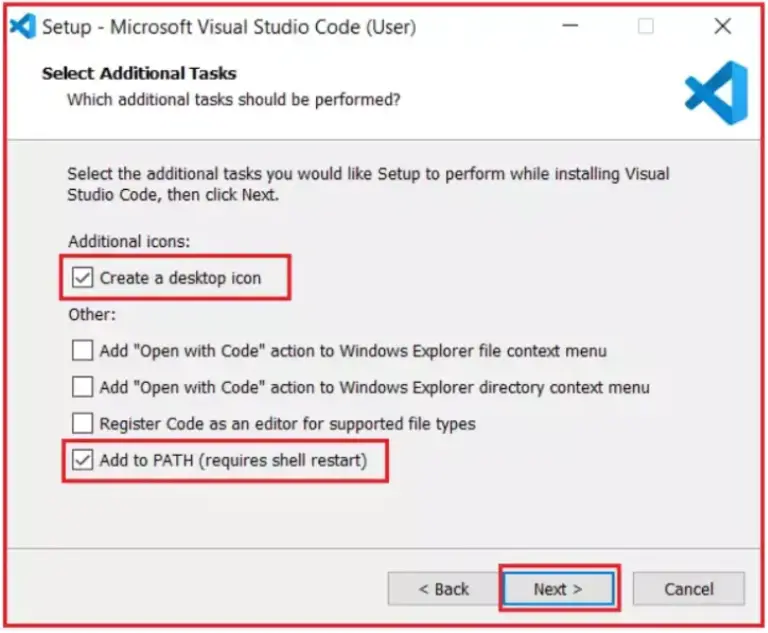 Setup - Microsoft Visual Studio Code (User)
Select Additional Tasks
Which additional tasks should be performed?
Select the additional tasks you would like Setup to perform while installing Visual
Studio Code, then click Next.
Additional icons:
Create a desktop icon
Other:
Add "Open with Code" action to Windows Explorer file context menu
Add "Open with Code" action to Windows Explorer directory context menu
Register Code as an editor for supported file types
Add to PATH (requires shell restart)
< Back Next > Cancel